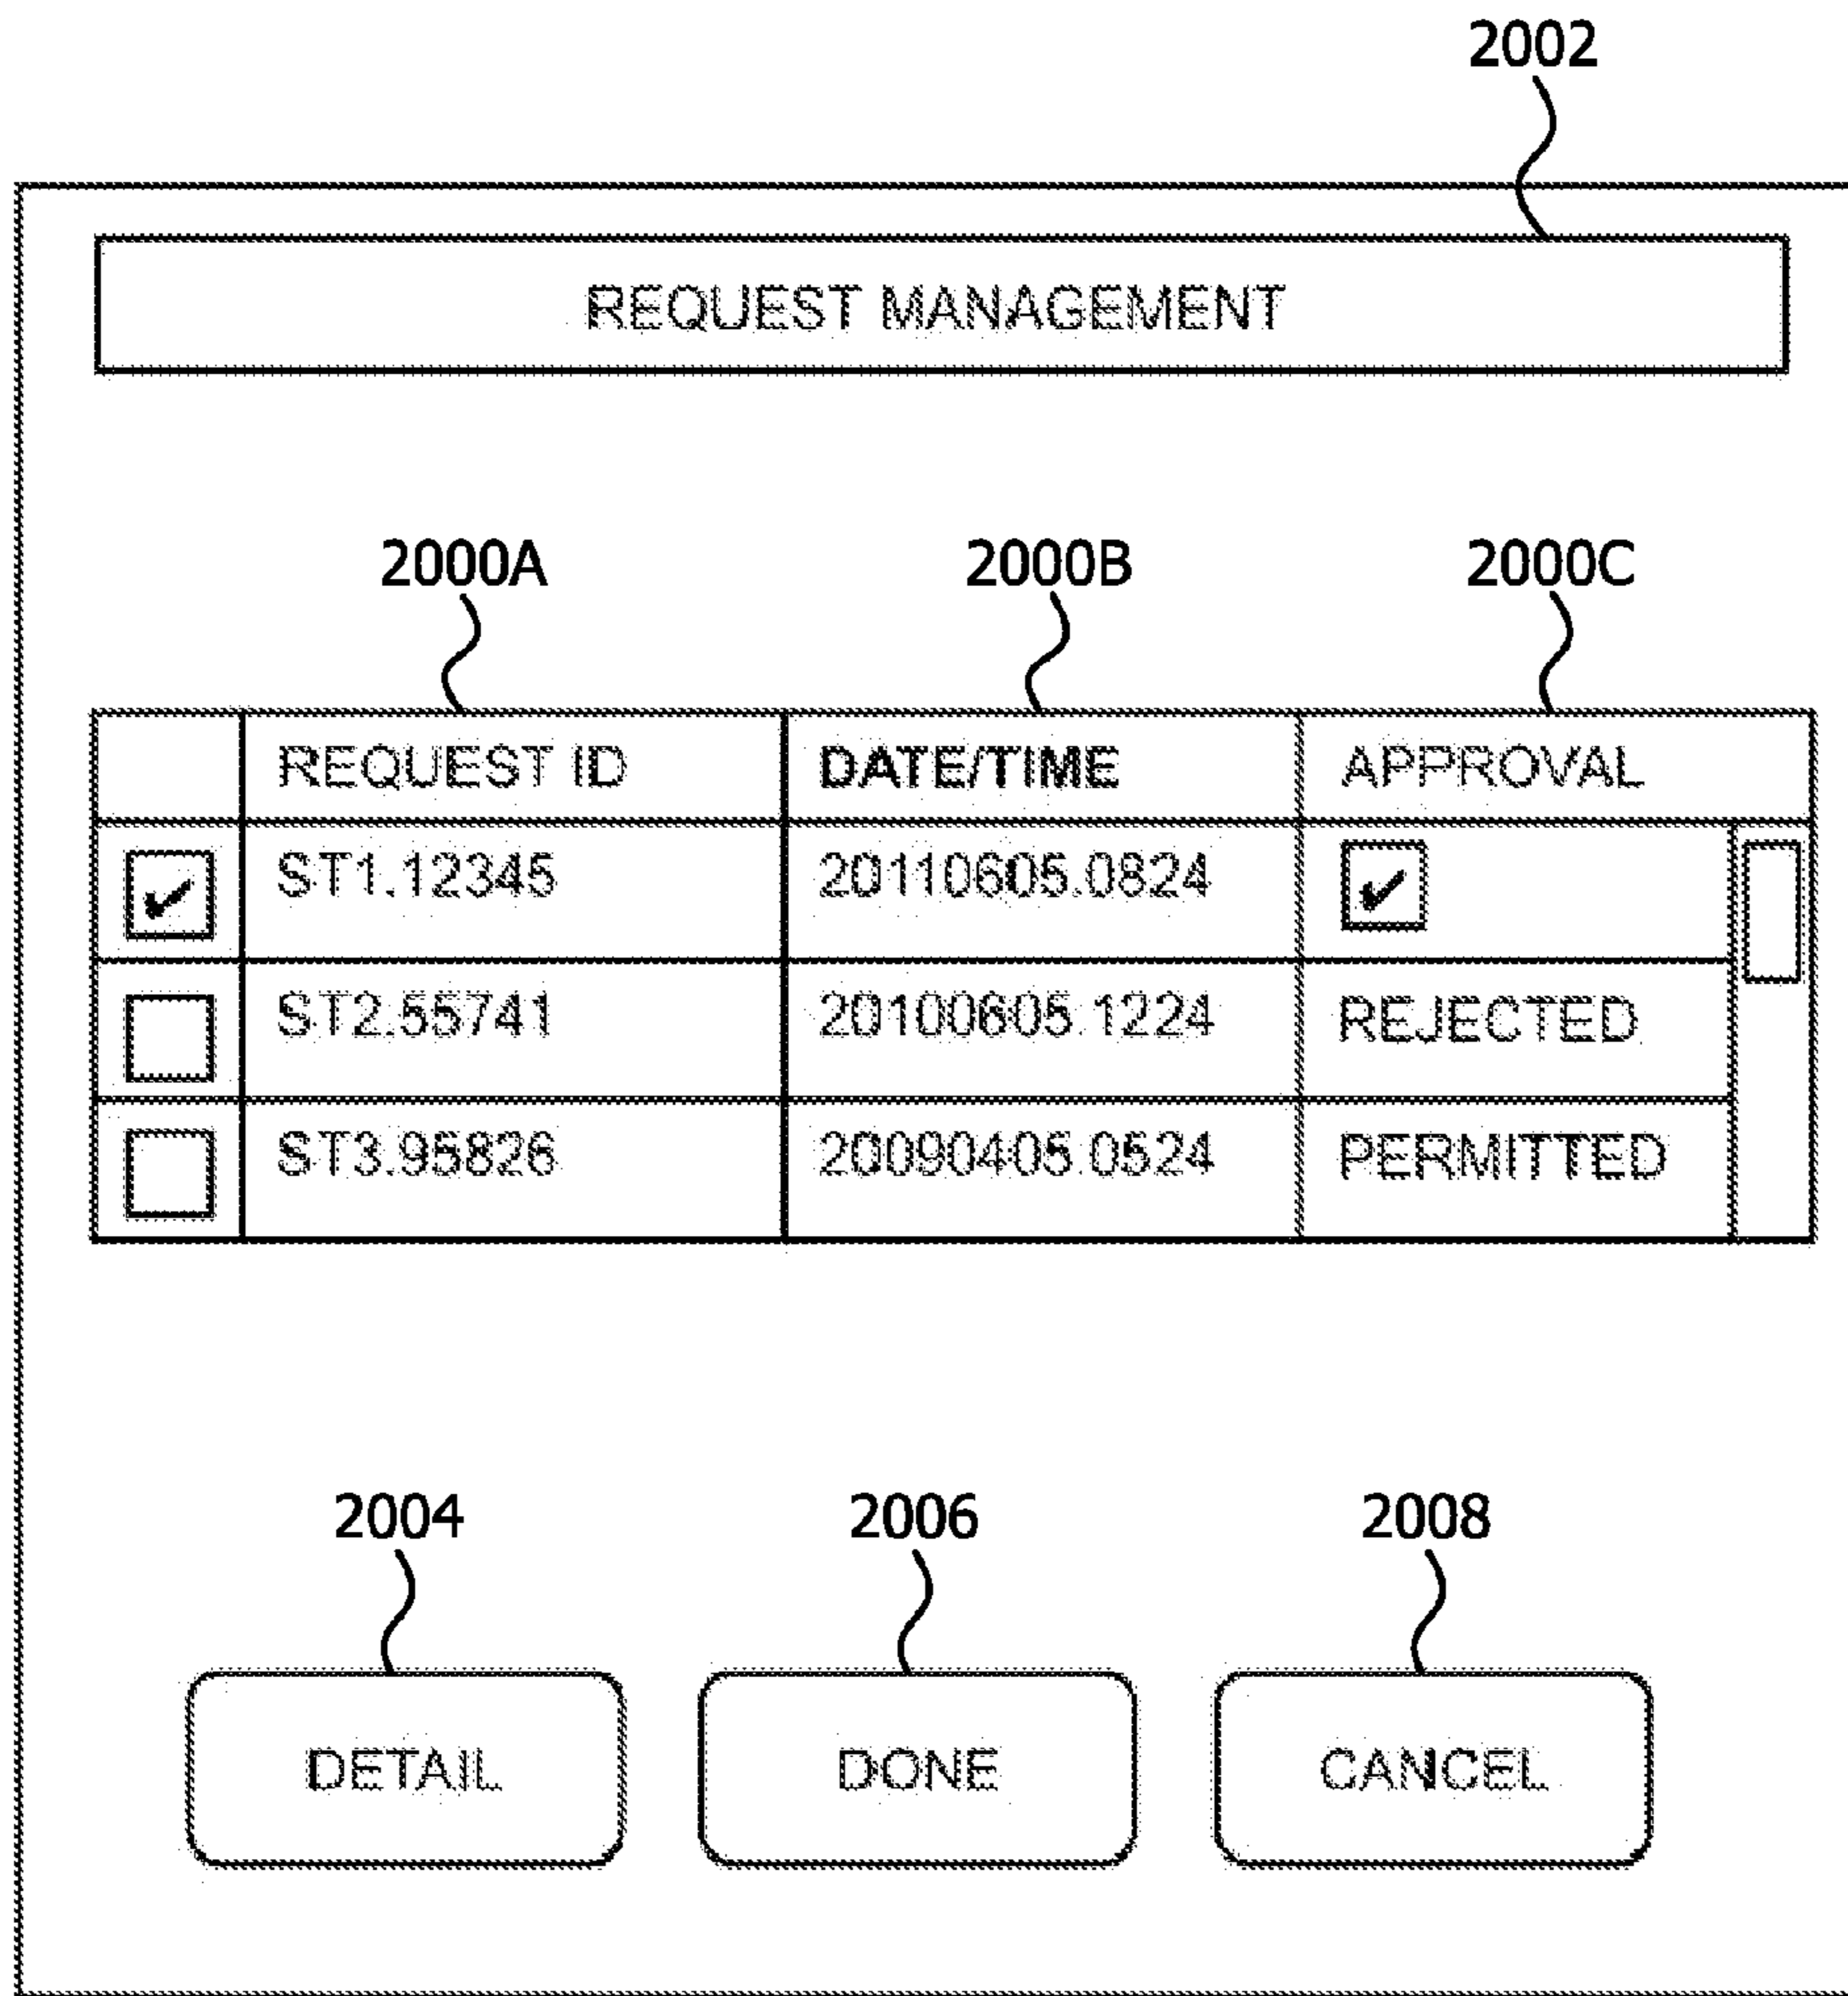 2002
REQUEST MANAGEMENT
2000A 2000B 2000C
REQUEST ID DATE/TIME APPROVAL
ST1.12345 20110605.0824
ST2.55741 20100605.1224 REJECTED
ST3.95826 20090405.0524 PERMITTED
2004 2006 2008
DETAIL DONE CANCEL